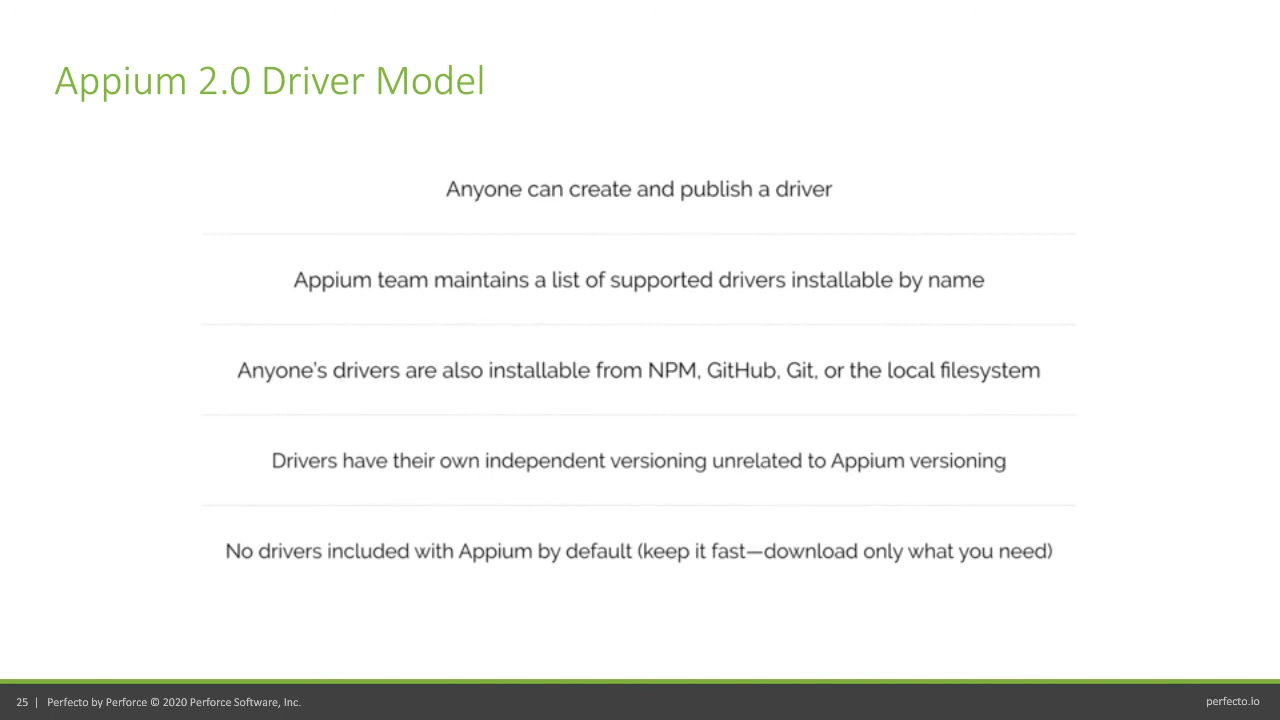 Appium 2.0 Driver Model
Anyone can create and publish a driver
Appium team maintains a list of supported drivers installable by name
Anyone's drivers are also installable from NPM, GitHub, Git, or the local filesystem
Drivers have their own independent versioning unrelated to Appium versioning
No drivers included with Appium by default (keep it fast—download only what you need)
25 | Perfecto by Perforce © 2020 Perforce Software, Inc.
perfecto.io